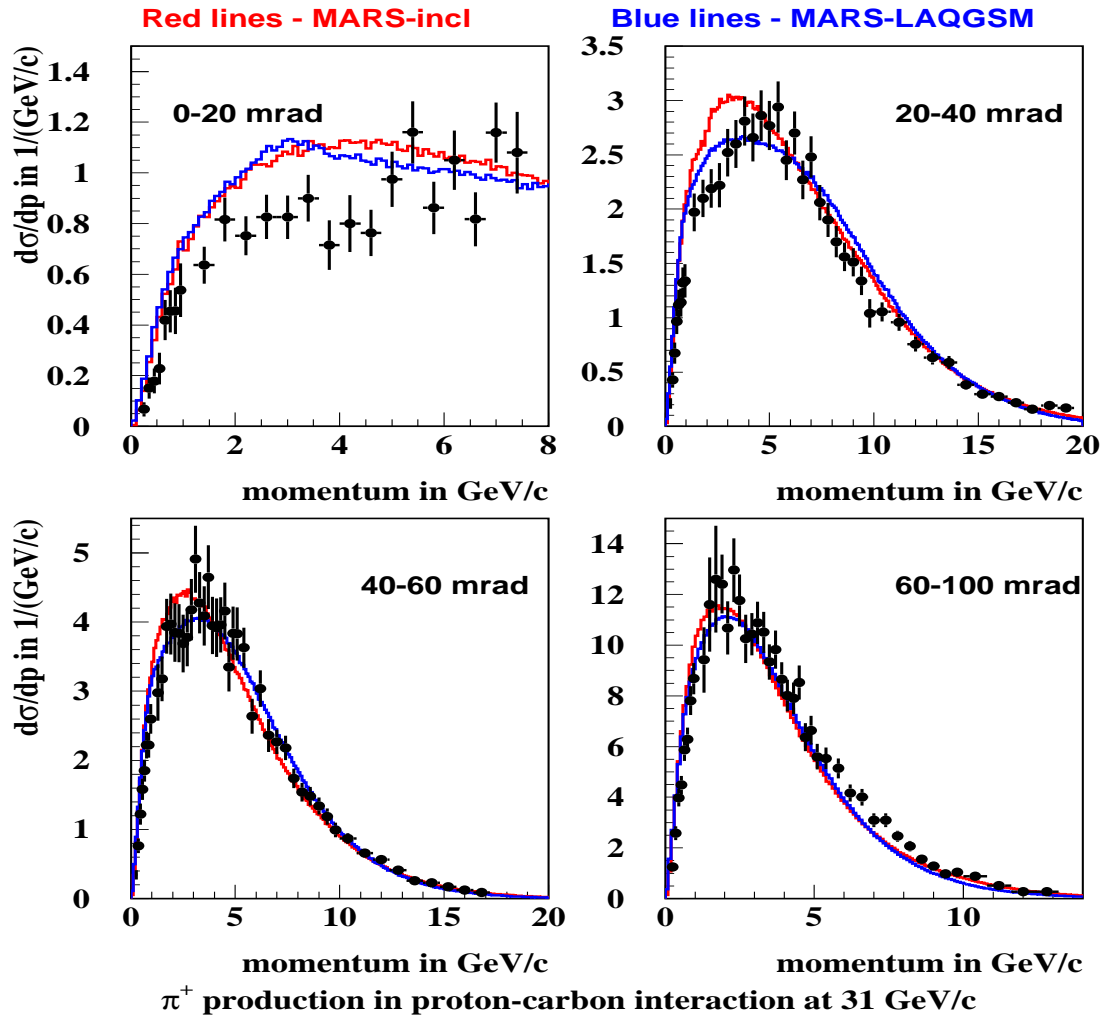 Red lines - MARS-incl
Blue lines - MARS-LAQGSM
dσ/dp in 1/(GeV/c)
0-20 mrad
1.4
1.2
1
0.8
0.6
0.4
0.2
0
0 2 4 6 8
momentum in GeV/c
20-40 mrad
3.5
3
2.5
2
1.5
1
0.5
0
0 5 10 15 20
momentum in GeV/c
dσ/dp in 1/(GeV/c)
40-60 mrad
5
4
3
2
1
0
0 5 10 15 20
momentum in GeV/c
60-100 mrad
14
12
10
8
6
4
2
0
0 5 10
momentum in GeV/c
π+ production in proton-carbon interaction at 31 GeV/c